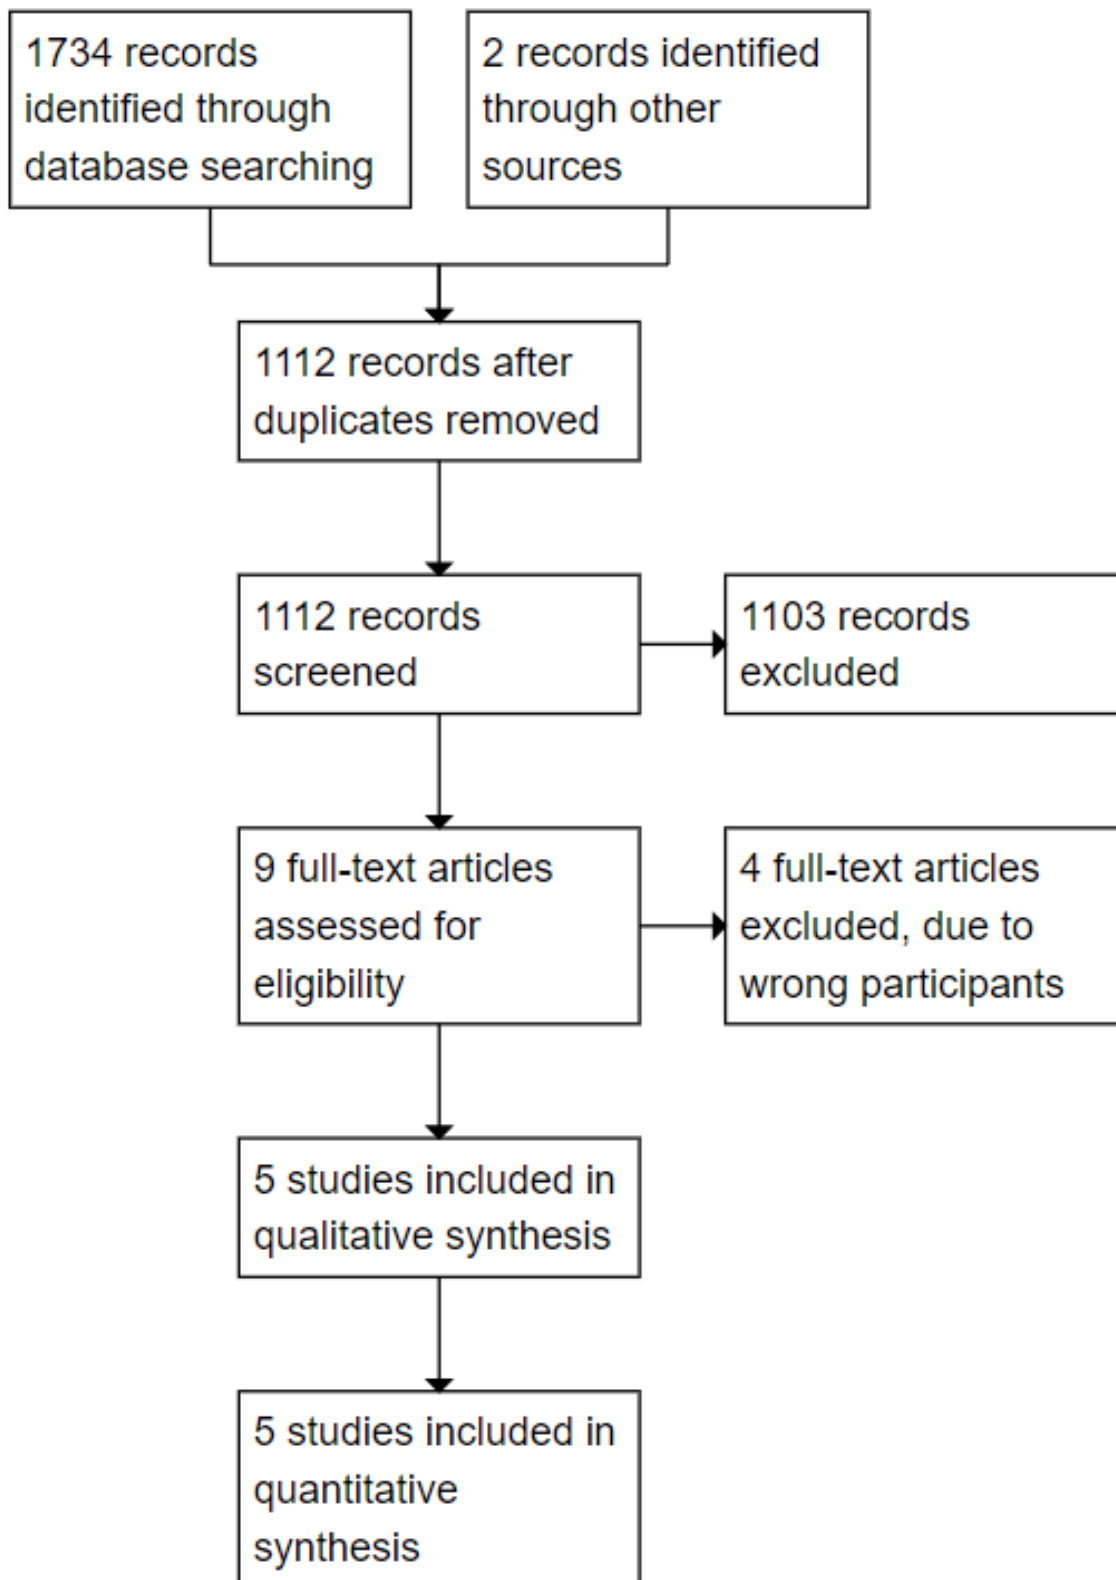 1734 records
identified through
database searching
2 records identified
through other
sources
1112 records after
duplicates removed
1112 records
screened
1103 records
excluded
9 full-text articles
assessed for
eligibility
4 full-text articles
excluded, due to
wrong participants
5 studies included in
qualitative synthesis
5 studies included in
quantitative
synthesis